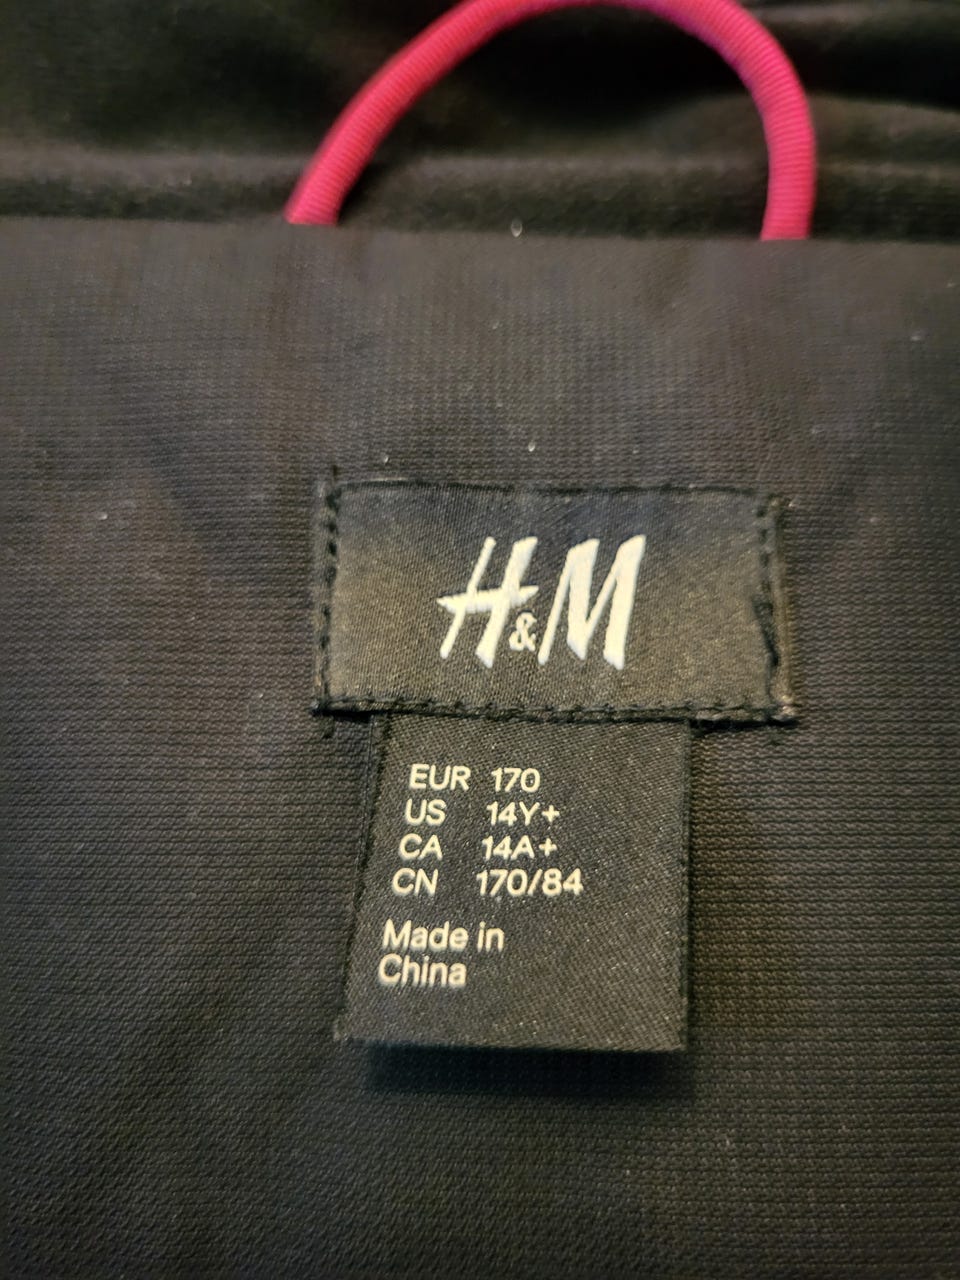 H&M
EUR 170
US 14Y+
CA 14A+
CN 170/84
Made in
China